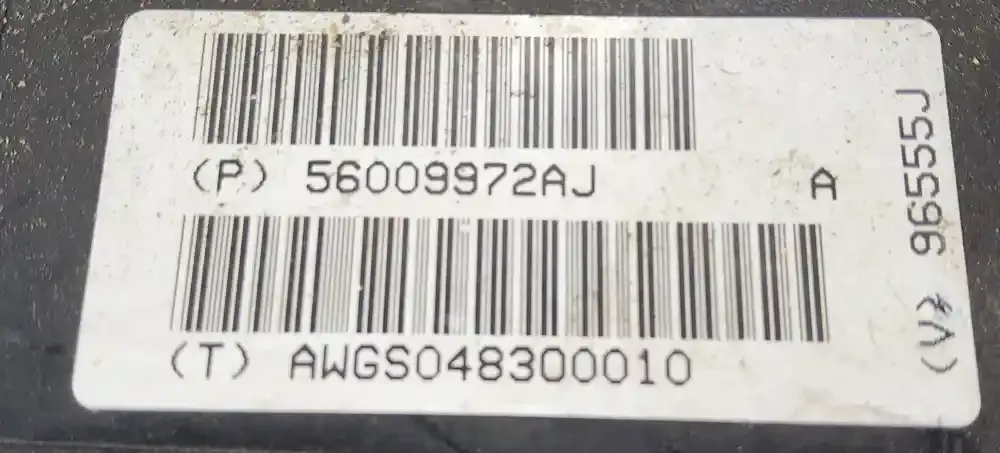 (P) 56009972AJ A
(T) AWGS048300010
(V) 96555J